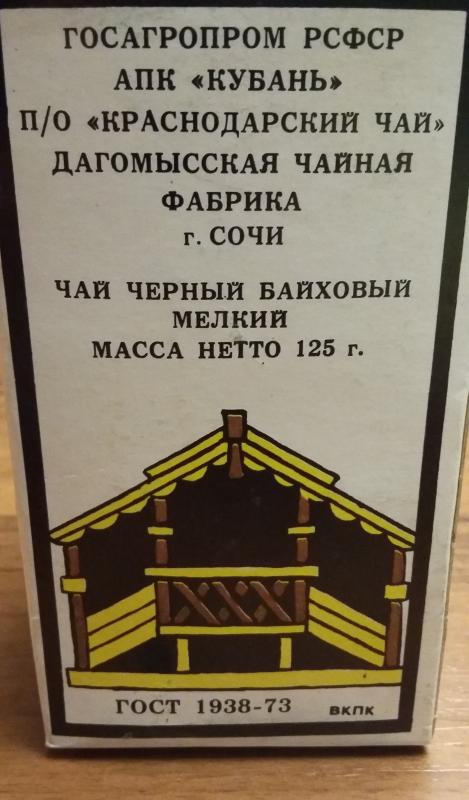 ГОСАГРОПРОМ РСФСР
АПК «КУБАНЬ»
П/О «КРАСНОДАРСКИЙ ЧАЙ»
ДАГОМЫССКАЯ ЧАЙНАЯ
ФАБРИКА
г. СОЧИ
ЧАЙ ЧЕРНЫЙ БАЙХОВЫЙ
МЕЛКИЙ
МАССА НЕТТО 125 г.
ГОСТ 1938-73 ВКПК